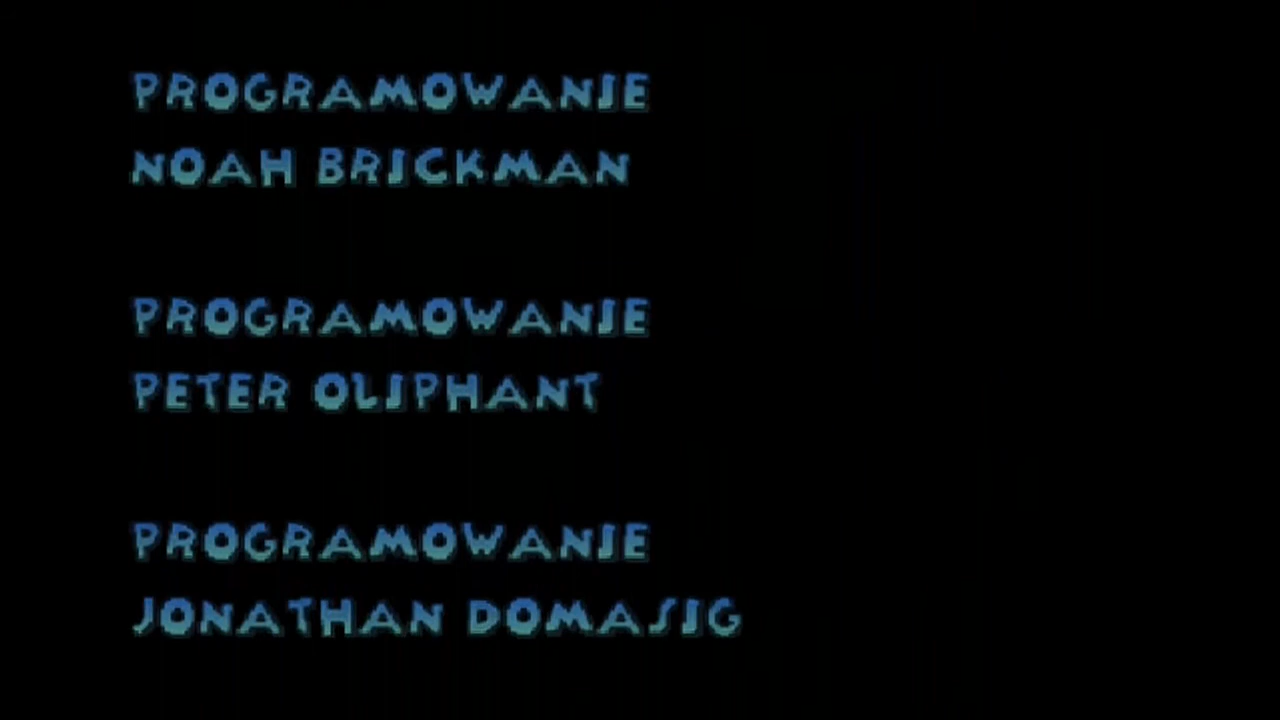 PROGRAMOWANIE
NOAH BRICKMAN
PROGRAMOWANIE
PETER OLIPHANT
PROGRAMOWANIE
JONATHAN DOMASIG